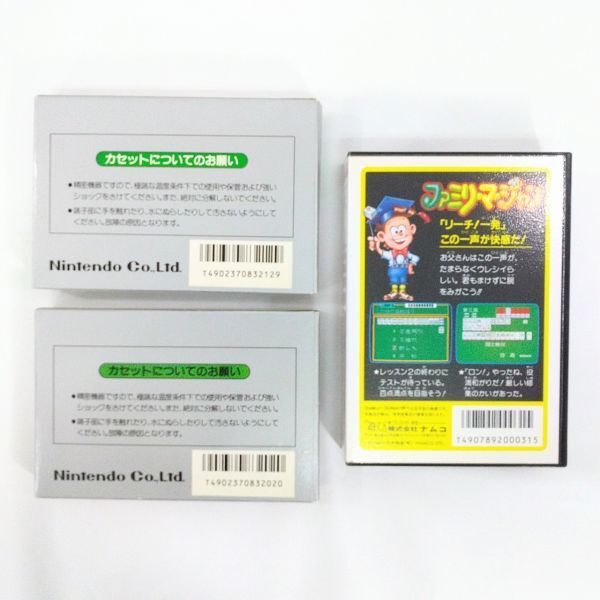 カセットについてのお願い
●精密機器ですので、極端な温度条件下での使用や保管および強い
ショックをさけてください。また、絶対に分解しないでください。
●端子部に手を触れたり、水にぬらしたりして汚さないようにして
ください。故障の原因となります。
Nintendo Co.,Ltd.
T4902370832129
カセットについてのお願い
●精密機器ですので、極端な温度条件下での使用や保管および強い
ショックをさけてください。また、絶対に分解しないでください。
●端子部に手を触れたり、水にぬらしたりして汚さないようにして
ください。故障の原因となります。
Nintendo Co.,Ltd.
T4902370832020
ファミリーマージャン
「リーチ!一発」
この一声が快感だ!
お父さんはこの一声が、
たまらなくウレシイら
しい。君もまけずに腕
をみがこう!!
★レッスン2の終わりに
テストが待っている。
百点満点を目指そう!
★「ロン!」やったね、役
満和がりだ!厳しい修
業のかいがあった。
株式会社ナムコ
T4907892000315